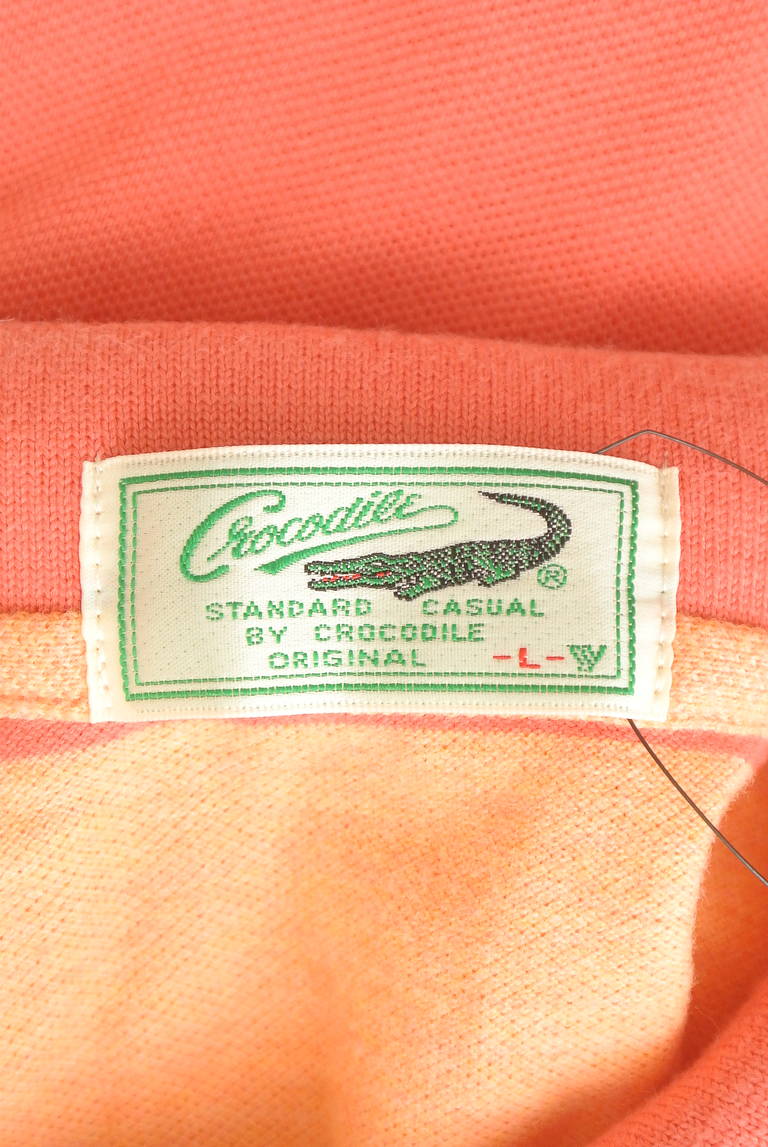 Crocodile
®
STANDARD CASUAL
BY CROCODILE
ORIGINAL
-L-W